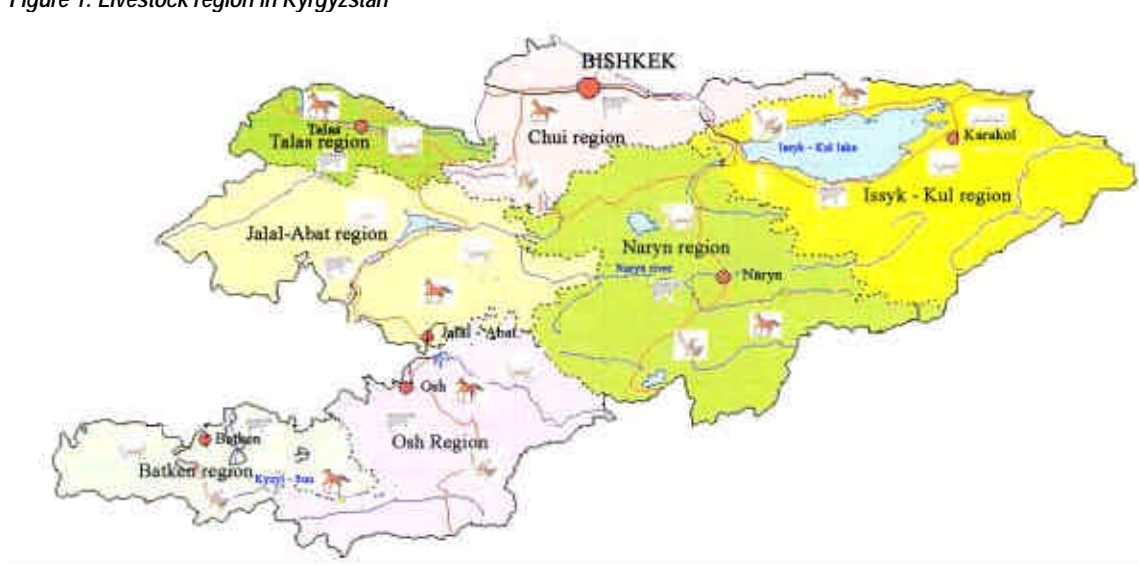 Figure 1. Livestock region in Kyrgyzstan
BISHKEK
Talas
Talas region
Chui region
Issyk - Kul lake
Karakol
Issyk - Kul region
Jalal-Abat region
Naryn region
Naryn river
Naryn
Jalal - Abat
Osh
Osh Region
Batken
Batken region
Kyzyl - Suu